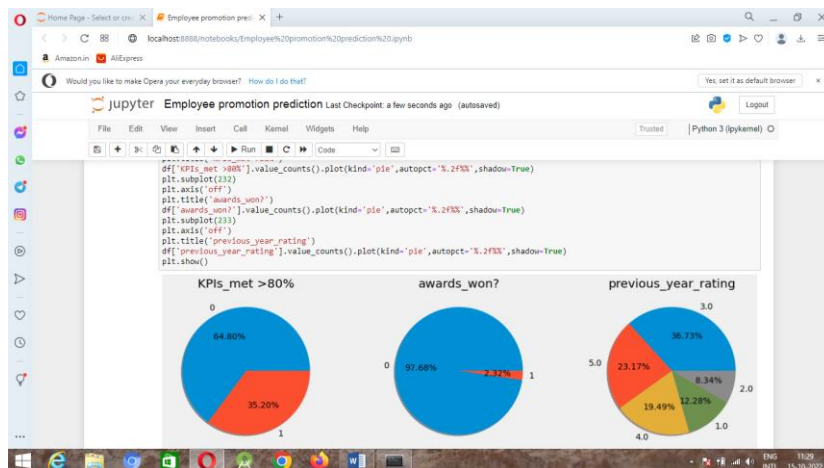 Home Page - Select or cre
Employee promotion predi
localhost:8888/notebooks/Employee%20promotion%20prediction%20.ipynb
Amazon.in AliExpress
Would you like to make Opera your everyday browser? How do I do that?
Yes, set it as default browser
jupyter Employee promotion prediction Last Checkpoint: a few seconds ago (autosaved)
Logout
File Edit View Insert Cell Kernel Widgets Help
Trusted
Python 3 (ipykernel)
Run
Code
df['KPIs_met >80%'].value_counts().plot(kind='pie',autopct='%.2f%%',shadow=True)
plt.subplot(232)
plt.axis('off')
plt.title('awards_won?')
df['awards_won?'].value_counts().plot(kind='pie',autopct='%.2f%%',shadow=True)
plt.subplot(233)
plt.axis('off')
plt.title('previous_year_rating')
df['previous_year_rating'].value_counts().plot(kind='pie',autopct='%.2f%%',shadow=True)
plt.show()
KPIs_met >80%
0
64.80%
35.20%
1
awards_won?
0
97.68%
2.32%
1
previous_year_rating
3.0
36.73%
5.0
23.17%
8.34%
2.0
12.28%
19.49%
1.0
4.0
ENG
INTL
11:29